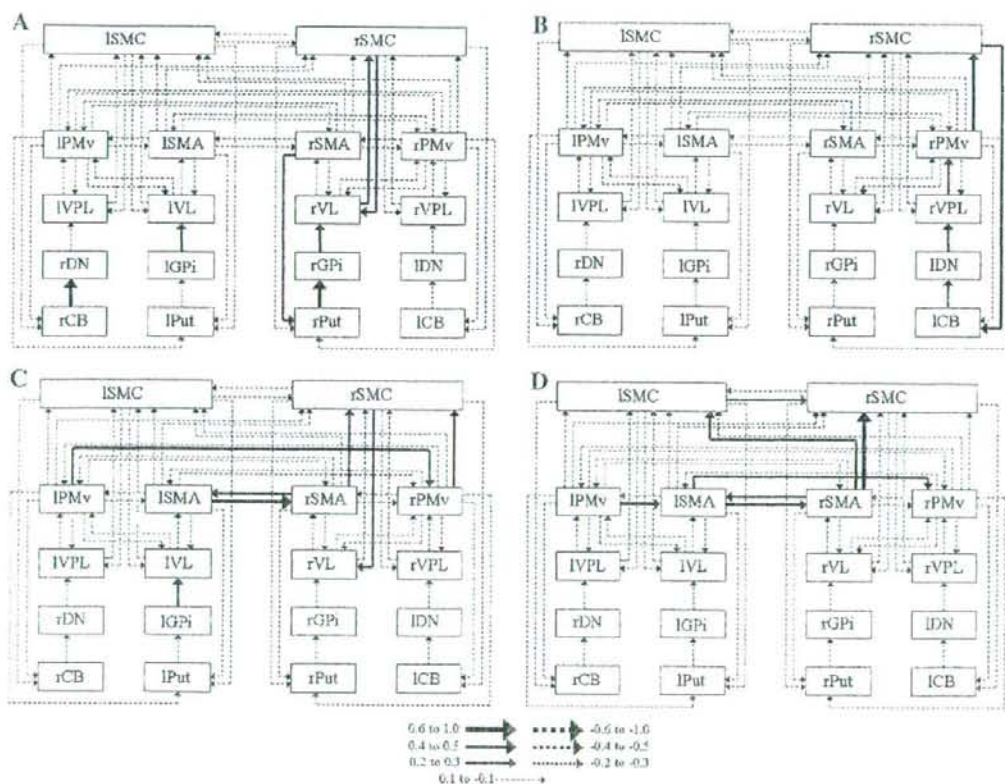 A
lSMC rSMC
lPMv lSMA rSMA rPMv
lVPL lVL rVL rVPL
rDN lGPi rGPi lDN
rCB lPut rPut lCB
B
lSMC rSMC
lPMv lSMA rSMA rPMv
lVPL lVL rVL rVPL
rDN lGPi rGPi lDN
rCB lPut rPut lCB
C
lSMC rSMC
lPMv lSMA rSMA rPMv
lVPL lVL rVL rVPL
rDN lGPi rGPi lDN
rCB lPut rPut lCB
D
lSMC rSMC
lPMv lSMA rSMA rPMv
lVPL lVL rVL rVPL
rDN lGPi rGPi lDN
rCB lPut rPut lCB
0.6 to 1.0 -0.6 to -1.0
0.4 to 0.5 -0.4 to -0.5
0.2 to 0.3 -0.2 to -0.3
0.1 to -0.1